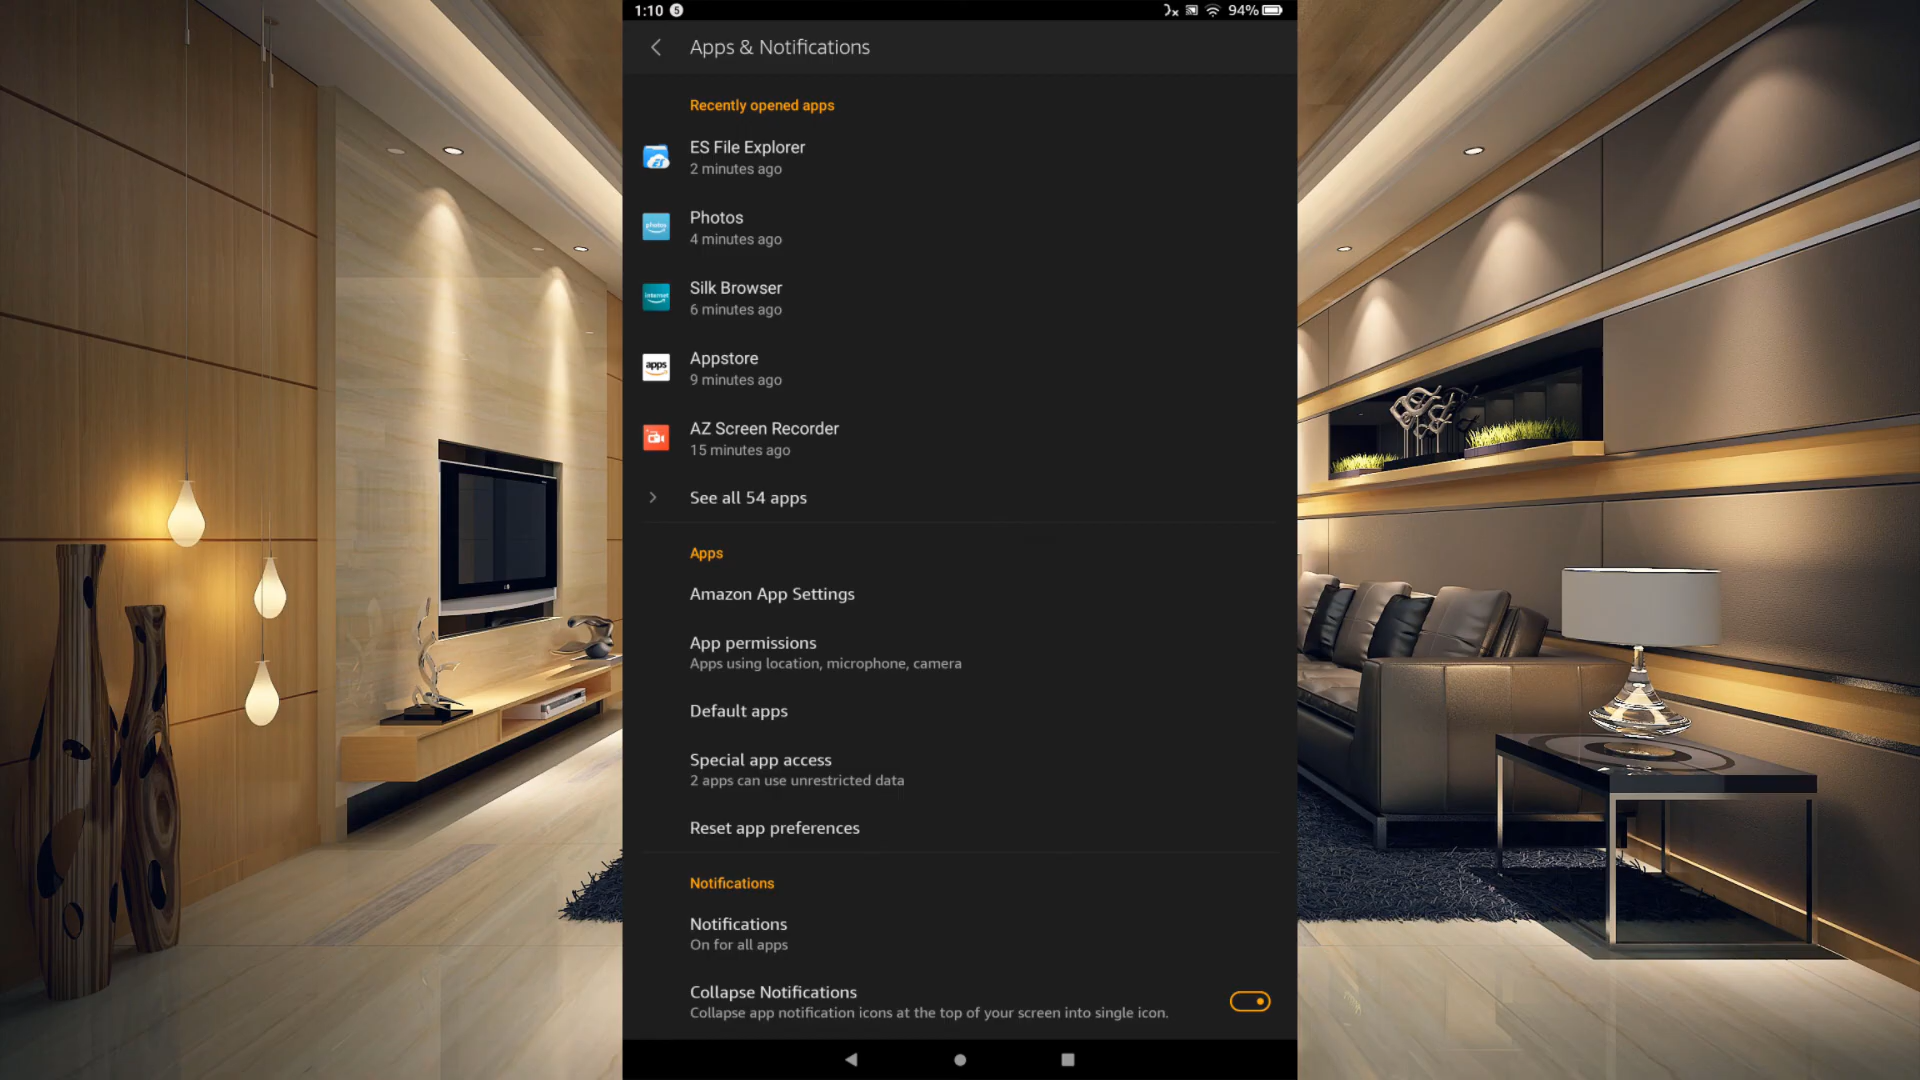 1:10 5 94%
Apps & Notifications
Recently opened apps
ES File Explorer
2 minutes ago
photos
Photos
4 minutes ago
internet
Silk Browser
6 minutes ago
apps
Appstore
9 minutes ago
AZ Screen Recorder
15 minutes ago
See all 54 apps
Apps
Amazon App Settings
App permissions
Apps using location, microphone, camera
Default apps
Special app access
2 apps can use unrestricted data
Reset app preferences
Notifications
Notifications
On for all apps
Collapse Notifications
Collapse app notification icons at the top of your screen into single icon.